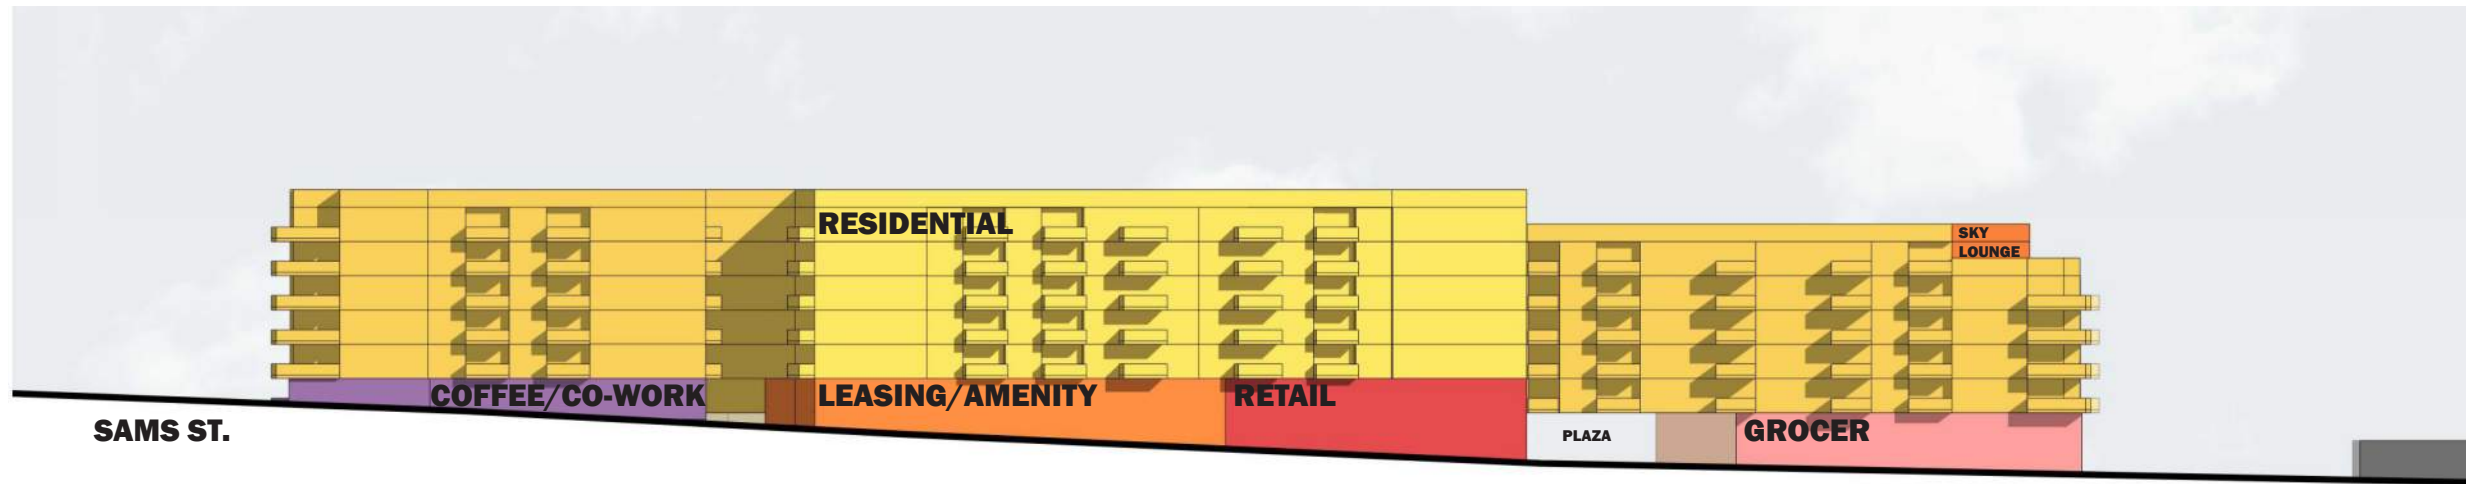 RESIDENTIAL
SKY
LOUNGE
COFFEE/CO-WORK
LEASING/AMENITY
RETAIL
SAMS ST.
PLAZA
GROCER